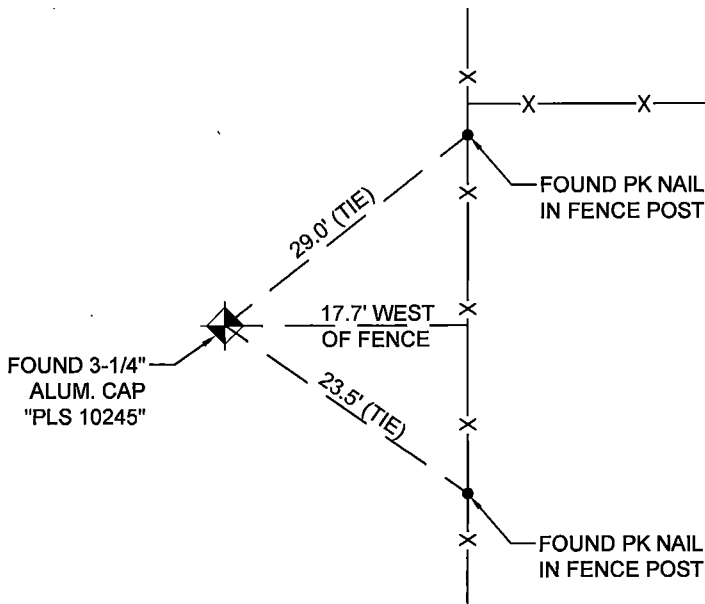 FOUND PK NAIL
IN FENCE POST
29.0' (TIE)
17.7' WEST
OF FENCE
FOUND 3-1/4"
ALUM. CAP
"PLS 10245"
23.5' (TIE)
FOUND PK NAIL
IN FENCE POST